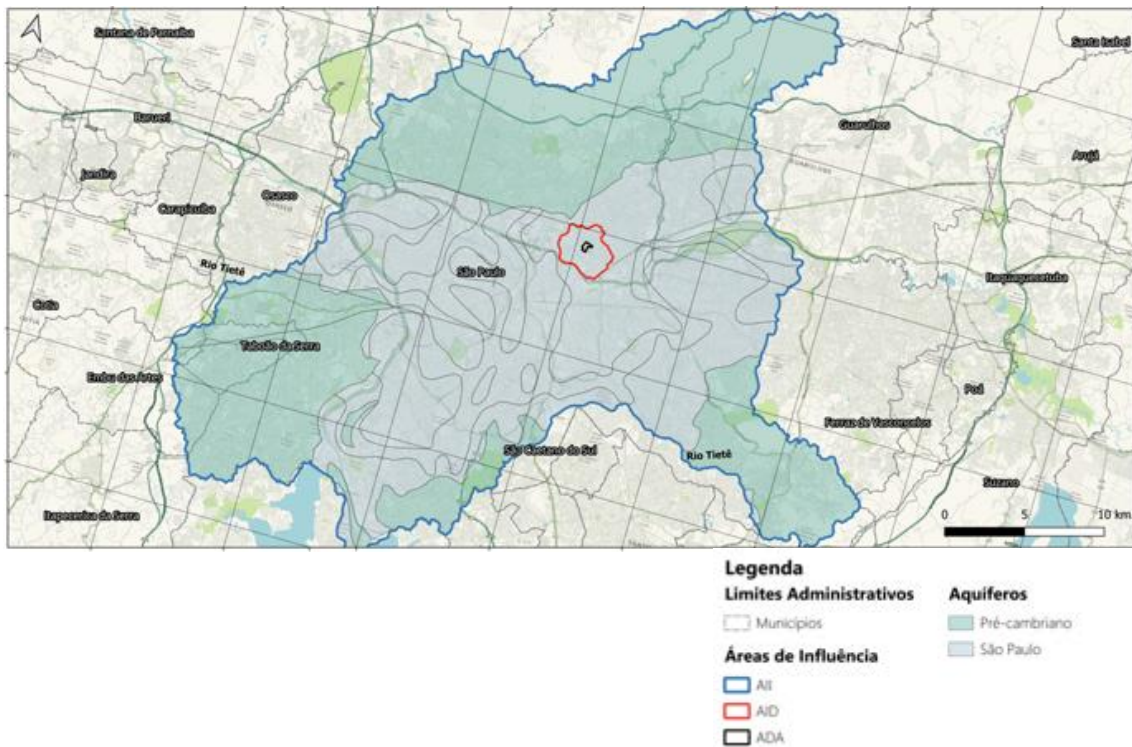 Santana de Parnaíba
Santa Isabel
Barueri
Guarulhos
Arujá
Jandira
Osasco
Carapicuíba
Rio Tietê
São Paulo
Itaquaquecetuba
Cotia
Taboão da Serra
Embu das Artes
Poá
Ferraz de Vasconcelos
São Caetano do Sul
Rio Tietê
Suzano
Itapecerica da Serra
0 5 10 km
Legenda
Limites Administrativos
Municípios
Áreas de Influência
AII
AID
ADA
Aquíferos
Pré-cambriano
São Paulo